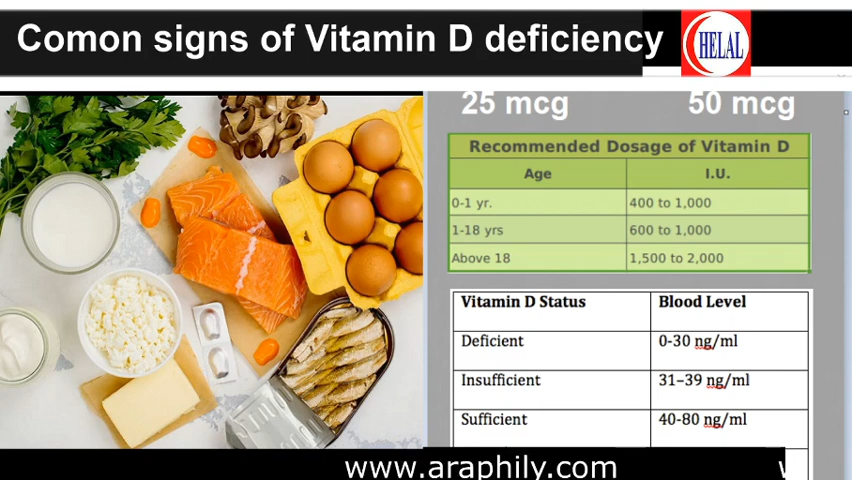 Comon signs of Vitamin D deficiency
HELAL
25 mcg 50 mcg
Recommended Dosage of Vitamin D
Age I.U.
0-1 yr. 400 to 1,000
1-18 yrs 600 to 1,000
Above 18 1,500 to 2,000
Vitamin D Status Blood Level
Deficient 0-30 ng/ml
Insufficient 31–39 ng/ml
Sufficient 40-80 ng/ml
www.araphily.com